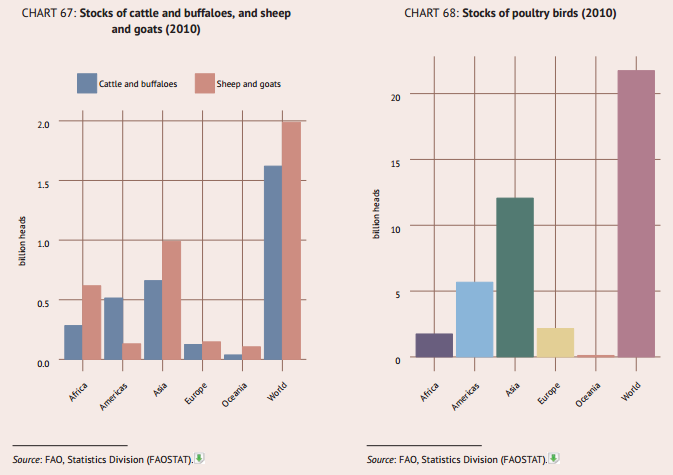 CHART 67: Stocks of cattle and buffaloes, and sheep
and goats (2010)
Cattle and buffaloes
Sheep and goats
billion heads
2.0
1.5
1.0
0.5
0.0
Africa
Americas
Asia
Europe
Oceania
World
Source: FAO, Statistics Division (FAOSTAT).
CHART 68: Stocks of poultry birds (2010)
billion heads
20
15
10
5
0
Africa
Americas
Asia
Europe
Oceania
World
Source: FAO, Statistics Division (FAOSTAT).